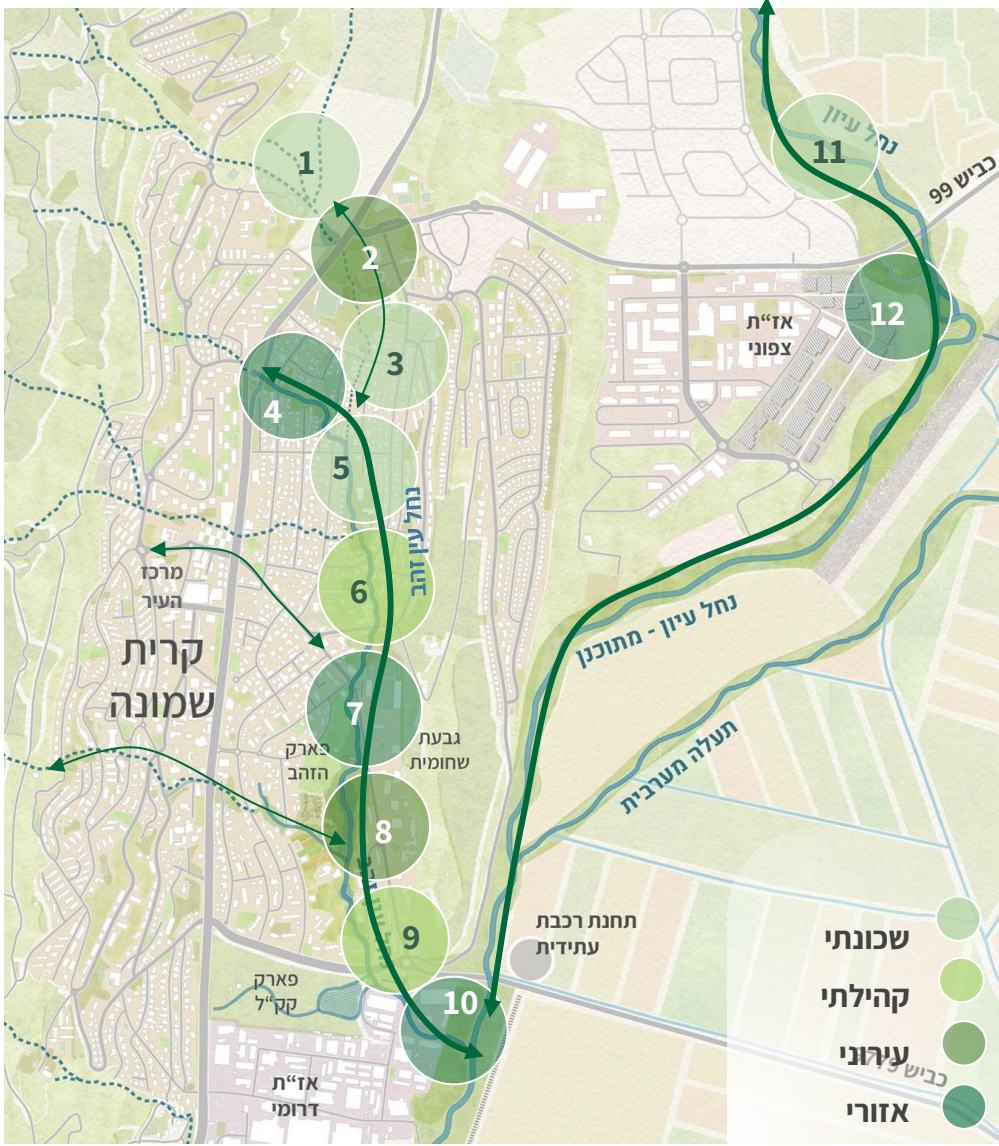 1
2
3
4
5
6
7
8
9
10
11
12
נחל עיון
כביש 99
אז"ת
צפוני
נחל עין זהב
מרכז
העיר
קרית
שמונה
נחל עיון - מתוכנן
תעלה מערבית
גבעת
שחומית
פארק
הזהב
תחנת רכבת
עתידית
פארק
קק"ל
אז"ת
דרומי
שכונתי
קהילתי
עירוני
אזורי
כביש 9779